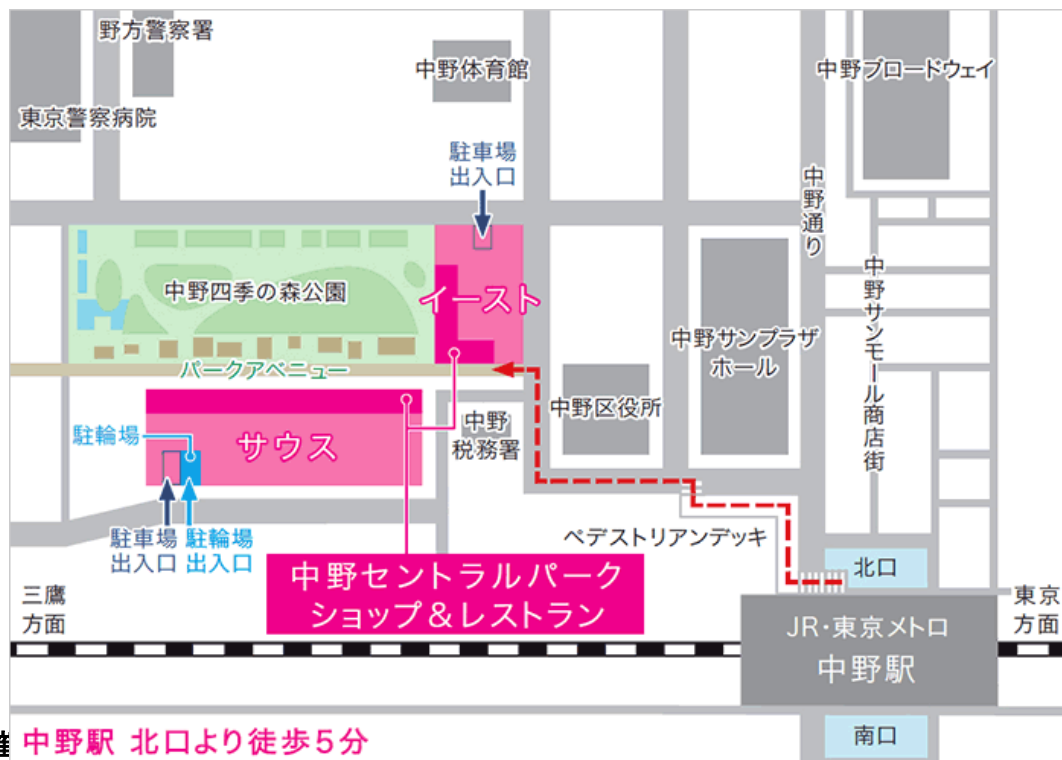 野方警察署
中野体育館
中野ブロードウェイ
東京警察病院
駐車場
出入口
中野通り
中野四季の森公園
イースト
中野サンモール商店街
中野サンプラザ
ホール
パークアベニュー
中野区役所
中野
税務署
駐輪場
サウス
駐車場
出入口
駐輪場
出入口
ペデストリアンデッキ
中野セントラルパーク
ショップ&レストラン
北口
三鷹
方面
東京
方面
JR・東京メトロ
中野駅
南口
中野駅 北口より徒歩5分